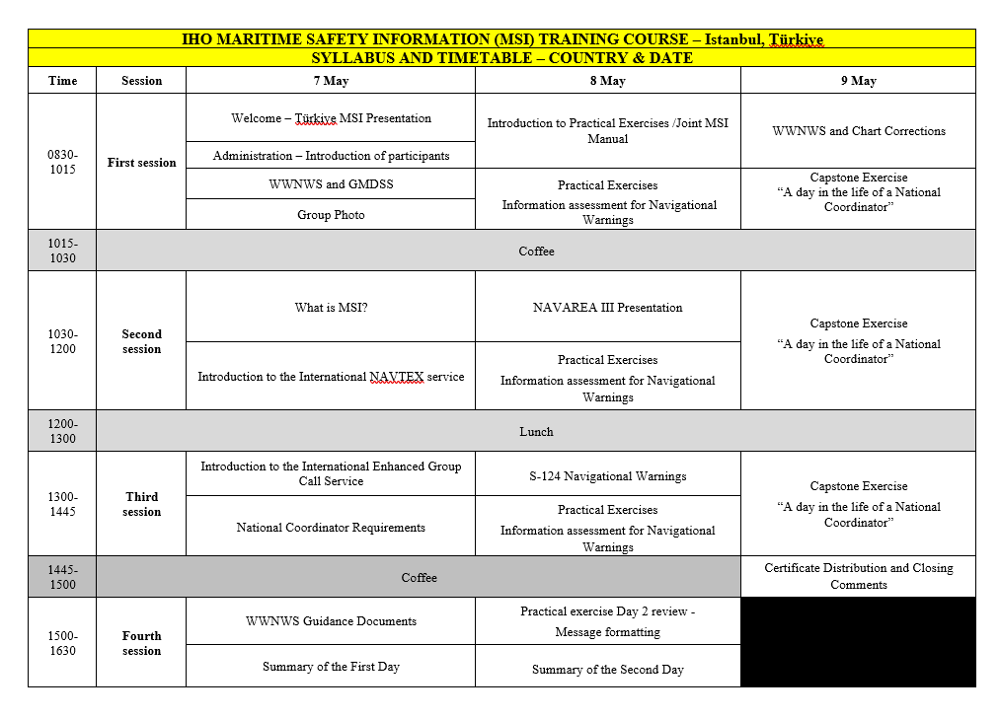 IHO MARITIME SAFETY INFORMATION (MSI) TRAINING COURSE – Istanbul, Türkiye
SYLLABUS AND TIMETABLE – COUNTRY & DATE
Time
Session
7 May
8 May
9 May
0830-
1015
First session
Welcome – Türkiye MSI Presentation
Administration – Introduction of participants
WWNWS and GMDSS
Group Photo
Introduction to Practical Exercises /Joint MSI
Manual
Practical Exercises
Information assessment for Navigational
Warnings
WWNWS and Chart Corrections
Capstone Exercise
“A day in the life of a National
Coordinator”
1015-
1030
Coffee
1030-
1200
Second
session
What is MSI?
Introduction to the International NAVTEX service
NAVAREA III Presentation
Practical Exercises
Information assessment for Navigational
Warnings
Capstone Exercise
“A day in the life of a National
Coordinator”
1200-
1300
Lunch
1300-
1445
Third
session
Introduction to the International Enhanced Group
Call Service
National Coordinator Requirements
S-124 Navigational Warnings
Practical Exercises
Information assessment for Navigational
Warnings
Capstone Exercise
“A day in the life of a National
Coordinator”
1445-
1500
Coffee
Certificate Distribution and Closing
Comments
1500-
1630
Fourth
session
WWNWS Guidance Documents
Summary of the First Day
Practical exercise Day 2 review -
Message formatting
Summary of the Second Day